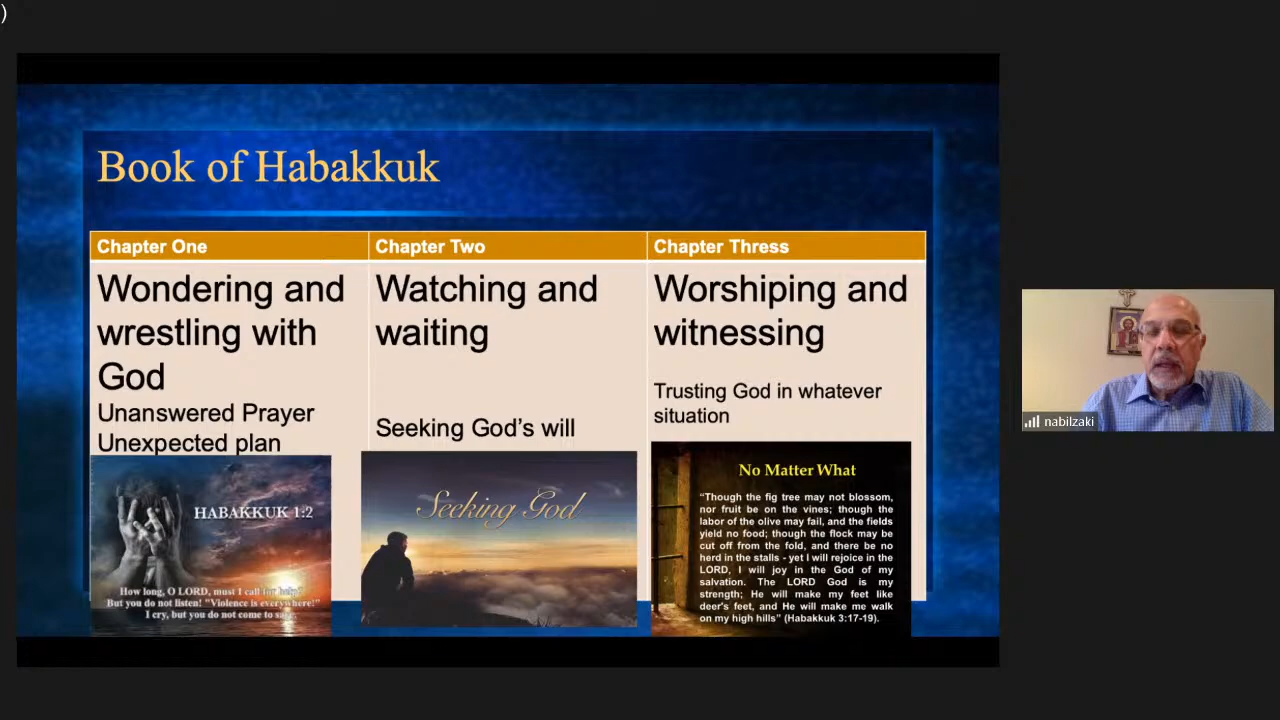 )
Book of Habakkuk
Chapter One
Wondering and
wrestling with
God
Unanswered Prayer
Unexpected plan
HABAKKUK 1:2
How long, O LORD, must I call for help?
But you do not listen! "Violence is everywhere!"
I cry, but you do not come to save.
Chapter Two
Watching and
waiting
Seeking God’s will
Seeking God
Chapter Thress
Worshiping and
witnessing
Trusting God in whatever
situation
No Matter What
“Though the fig tree may not blossom,
nor fruit be on the vines; though the
labor of the olive may fail, and the fields
yield no food; though the flock may be
cut off from the fold, and there be no
herd in the stalls - yet I will rejoice in the
LORD, I will joy in the God of my
salvation. The LORD God is my
strength; He will make my feet like
deer's feet, and He will make me walk
on my high hills” (Habakkuk 3:17-19).
nabilzaki